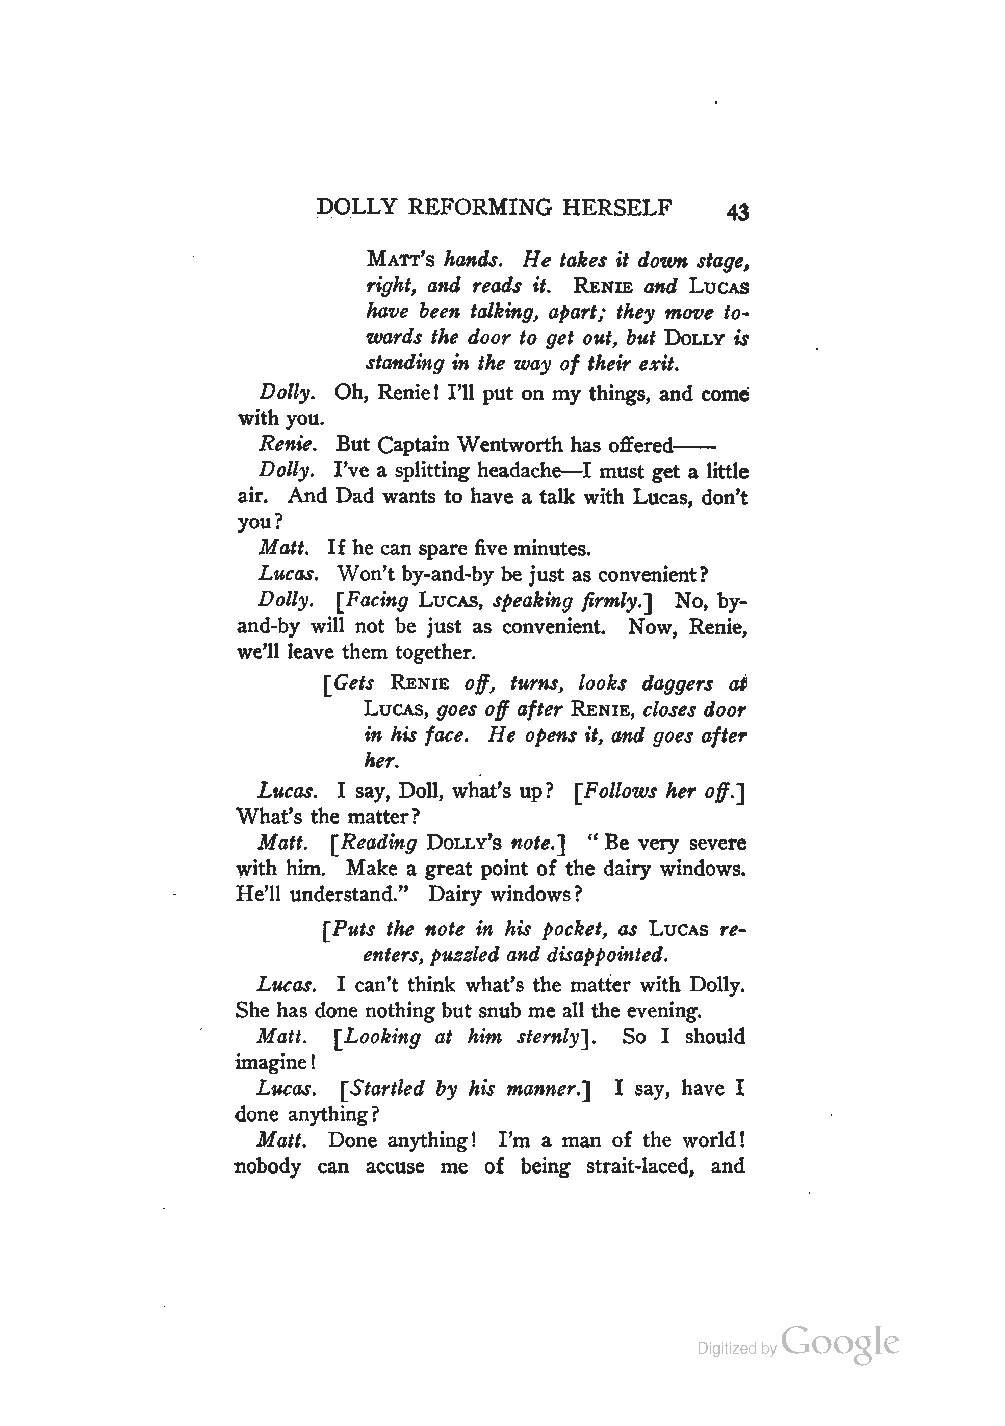 DOLLY REFORMING HERSELF 43
MATT'S hands. He takes it down stage,
right, and reads it. RENIE and LUCAS
have been talking, apart; they move to-
wards the door to get out, but DOLLY is
standing in the way of their exit.
Dolly. Oh, Renie! I'll put on my things, and come
with you.
Renie. But Captain Wentworth has offered——
Dolly. I've a splitting headache—I must get a little
air. And Dad wants to have a talk with Lucas, don't
you?
Matt. If he can spare five minutes.
Lucas. Won't by-and-by be just as convenient?
Dolly. [Facing LUCAS, speaking firmly.] No, by-
and-by will not be just as convenient. Now, Renie,
we'll leave them together.
[Gets RENIE off, turns, looks daggers at
LUCAS, goes off after RENIE, closes door
in his face. He opens it, and goes after
her.
Lucas. I say, Doll, what's up? [Follows her off.]
What's the matter?
Matt. [Reading DOLLY'S note.] "Be very severe
with him. Make a great point of the dairy windows.
He'll understand." Dairy windows?
[Puts the note in his pocket, as LUCAS re-
enters, puzzled and disappointed.
Lucas. I can't think what's the matter with Dolly.
She has done nothing but snub me all the evening.
Matt. [Looking at him sternly]. So I should
imagine!
Lucas. [Startled by his manner.] I say, have I
done anything?
Matt. Done anything! I'm a man of the world!
nobody can accuse me of being strait-laced, and
Digitized by Google